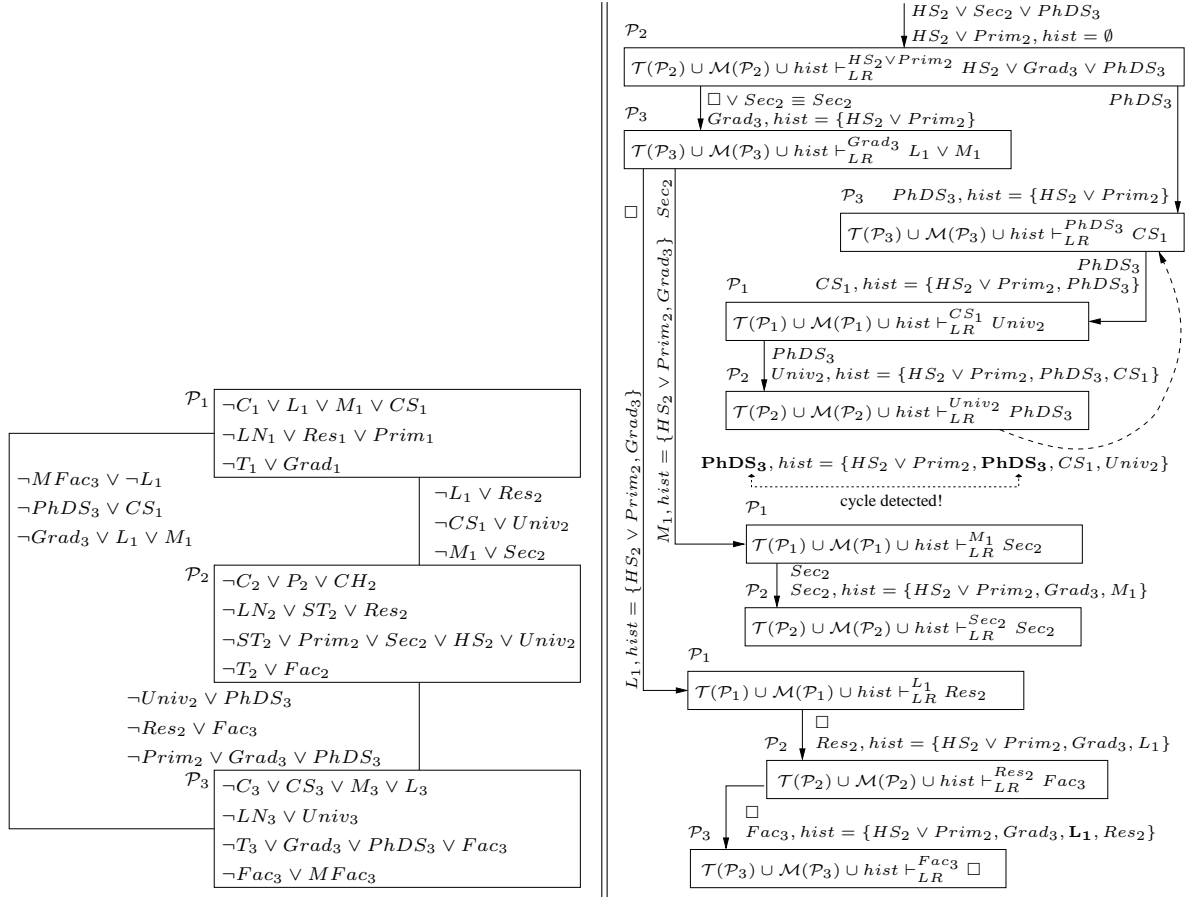 𝒫₁
¬C₁ ∨ L₁ ∨ M₁ ∨ CS₁
¬LN₁ ∨ Res₁ ∨ Prim₁
¬T₁ ∨ Grad₁
¬MFac₃ ∨ ¬L₁
¬PhDS₃ ∨ CS₁
¬Grad₃ ∨ L₁ ∨ M₁
¬L₁ ∨ Res₂
¬CS₁ ∨ Univ₂
¬M₁ ∨ Sec₂
𝒫₂
¬C₂ ∨ P₂ ∨ CH₂
¬LN₂ ∨ ST₂ ∨ Res₂
¬ST₂ ∨ Prim₂ ∨ Sec₂ ∨ HS₂ ∨ Univ₂
¬T₂ ∨ Fac₂
¬Univ₂ ∨ PhDS₃
¬Res₂ ∨ Fac₃
¬Prim₂ ∨ Grad₃ ∨ PhDS₃
𝒫₃
¬C₃ ∨ CS₃ ∨ M₃ ∨ L₃
¬LN₃ ∨ Univ₃
¬T₃ ∨ Grad₃ ∨ PhDS₃ ∨ Fac₃
¬Fac₃ ∨ MFac₃
HS₂ ∨ Sec₂ ∨ PhDS₃
HS₂ ∨ Prim₂, hist = ∅
𝒫₂
𝒯(𝒫₂) ∪ ℳ(𝒫₂) ∪ hist ⊢_LR^{HS₂∨Prim₂} HS₂ ∨ Grad₃ ∨ PhDS₃
□ ∨ Sec₂ ≡ Sec₂
Grad₃, hist = {HS₂ ∨ Prim₂}
PhDS₃
𝒫₃
𝒯(𝒫₃) ∪ ℳ(𝒫₃) ∪ hist ⊢_LR^{Grad₃} L₁ ∨ M₁
□
L₁, hist = {HS₂ ∨ Prim₂, Grad₃}
Sec₂
M₁, hist = {HS₂ ∨ Prim₂, Grad₃}
𝒫₃ PhDS₃, hist = {HS₂ ∨ Prim₂}
𝒯(𝒫₃) ∪ ℳ(𝒫₃) ∪ hist ⊢_LR^{PhDS₃} CS₁
PhDS₃
𝒫₁ CS₁, hist = {HS₂ ∨ Prim₂, PhDS₃}
𝒯(𝒫₁) ∪ ℳ(𝒫₁) ∪ hist ⊢_LR^{CS₁} Univ₂
PhDS₃
𝒫₂ Univ₂, hist = {HS₂ ∨ Prim₂, PhDS₃, CS₁}
𝒯(𝒫₂) ∪ ℳ(𝒫₂) ∪ hist ⊢_LR^{Univ₂} PhDS₃
PhDS₃, hist = {HS₂ ∨ Prim₂, PhDS₃, CS₁, Univ₂}
cycle detected!
𝒫₁
𝒯(𝒫₁) ∪ ℳ(𝒫₁) ∪ hist ⊢_LR^{M₁} Sec₂
Sec₂
𝒫₂ Sec₂, hist = {HS₂ ∨ Prim₂, Grad₃, M₁}
𝒯(𝒫₂) ∪ ℳ(𝒫₂) ∪ hist ⊢_LR^{Sec₂} Sec₂
𝒫₁
𝒯(𝒫₁) ∪ ℳ(𝒫₁) ∪ hist ⊢_LR^{L₁} Res₂
□
𝒫₂ Res₂, hist = {HS₂ ∨ Prim₂, Grad₃, L₁}
𝒯(𝒫₂) ∪ ℳ(𝒫₂) ∪ hist ⊢_LR^{Res₂} Fac₃
□
𝒫₃ Fac₃, hist = {HS₂ ∨ Prim₂, Grad₃, L₁, Res₂}
𝒯(𝒫₃) ∪ ℳ(𝒫₃) ∪ hist ⊢_LR^{Fac₃} □